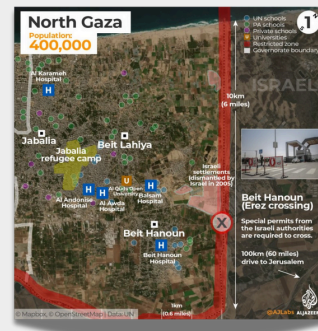 North Gaza
Population:
400,000
.1
UN schools
PA schools
Private schools
Universities
Restricted zone
Governorate boundary
ISRAEL
Al Karameh
Hospital
H
10km
(6 miles)
Jabalia
Beit Lahiya
Jabalia
refugee camp
Israeli
settlements
(dismantled by
Israel in 2005)
U
Al Quds Open
University
H
H
H
Al Andonise
Hospital
Al Awda
Hospital
Balsam
Hospital
Beit Hanoun
(Erez crossing)
Special permits from
the Israeli authorities
are required to cross.
X
Beit Hanoun
H
Beit Hanoun
Hospital
100km (60 miles)
drive to Jerusalem
1km
(0.6 miles)
© Mapbox, © OpenStreetMap | Data: UN
@AJLabs ALJAZEERA